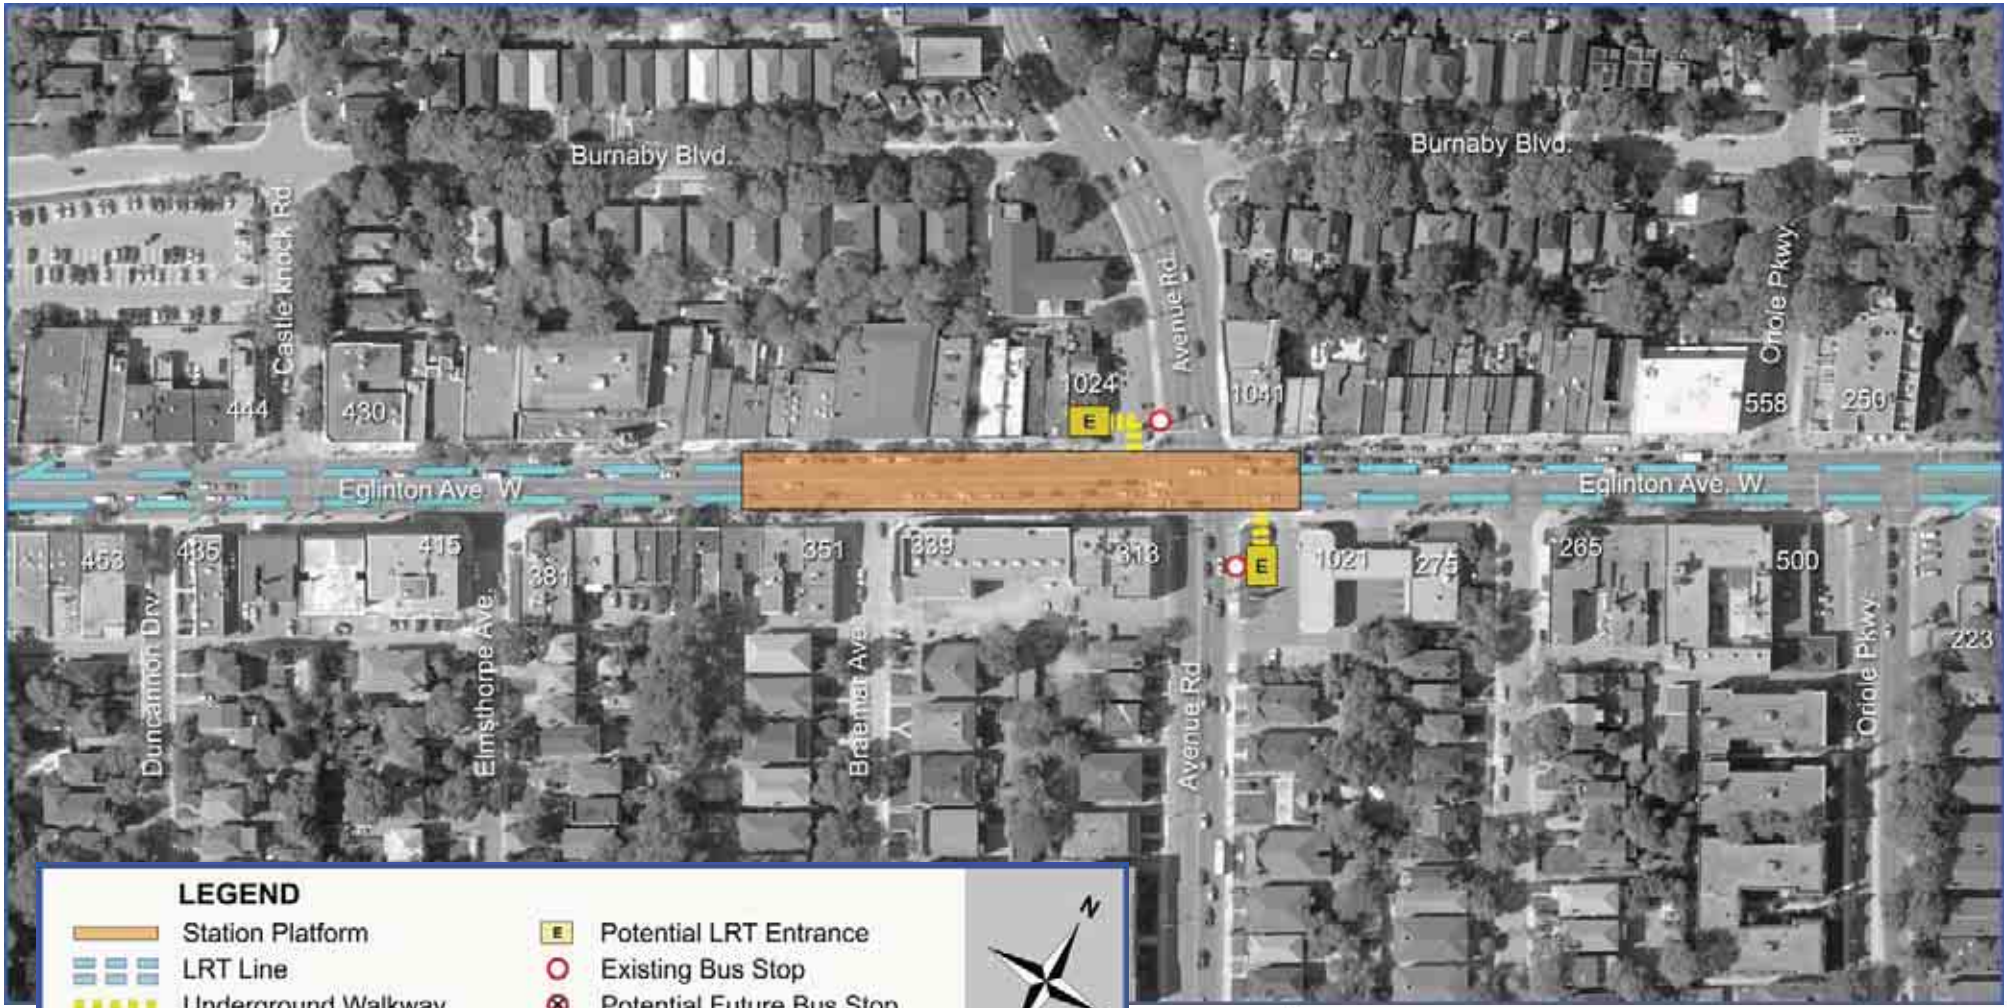 Burnaby Blvd.
Burnaby Blvd.
Castle Knock Rd.
Avenue Rd.
Oriole Pkwy.
444
430
1024
1041
558
250
E
Eglinton Ave. W
Eglinton Ave. W.
453
435
415
381
351
339
313
E
1021
275
265
500
223
Duncannon Drv.
Elmsthorpe Ave.
Braemar Ave.
Avenue Rd
Oriole Pkwy
LEGEND
Station Platform
LRT Line
Underground Walkway
E Potential LRT Entrance
Existing Bus Stop
Potential Future Bus Stop
N